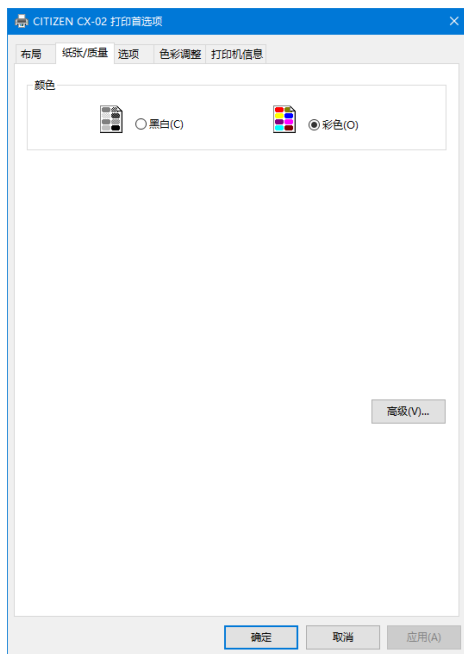 CITIZEN CX-02 打印首选项
布局 纸张/质量 选项 色彩调整 打印机信息
颜色
黑白(C) 彩色(O)
高级(V)...
确定 取消 应用(A)